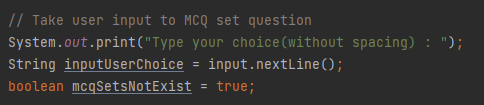 // Take user input to MCQ set question
System.out.print("Type your choice(without spacing) : ");
String inputUserChoice = input.nextLine();
boolean mcqSetsNotExist = true;